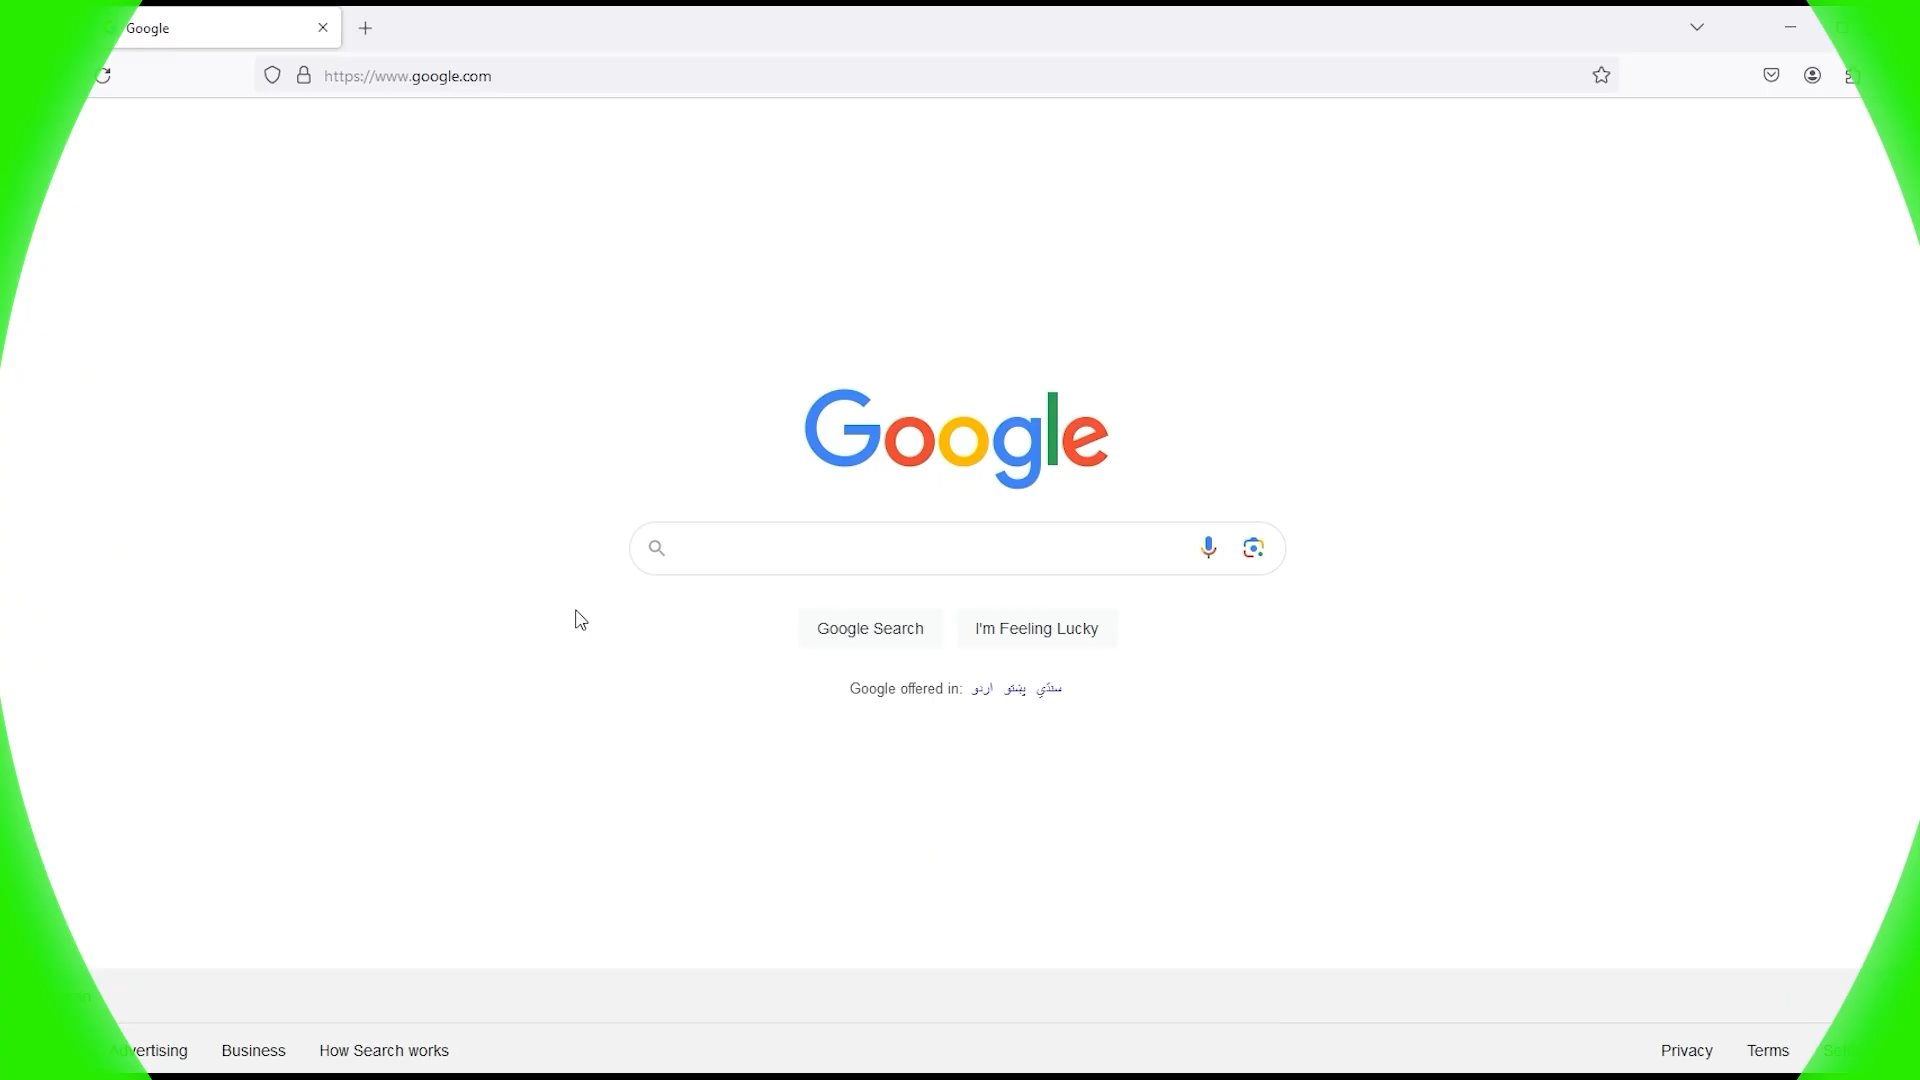 Google
https://www.google.com
Google
Google Search
I'm Feeling Lucky
Google offered in: اردو پښتو سنڌي
Advertising
Business
How Search works
Privacy
Terms